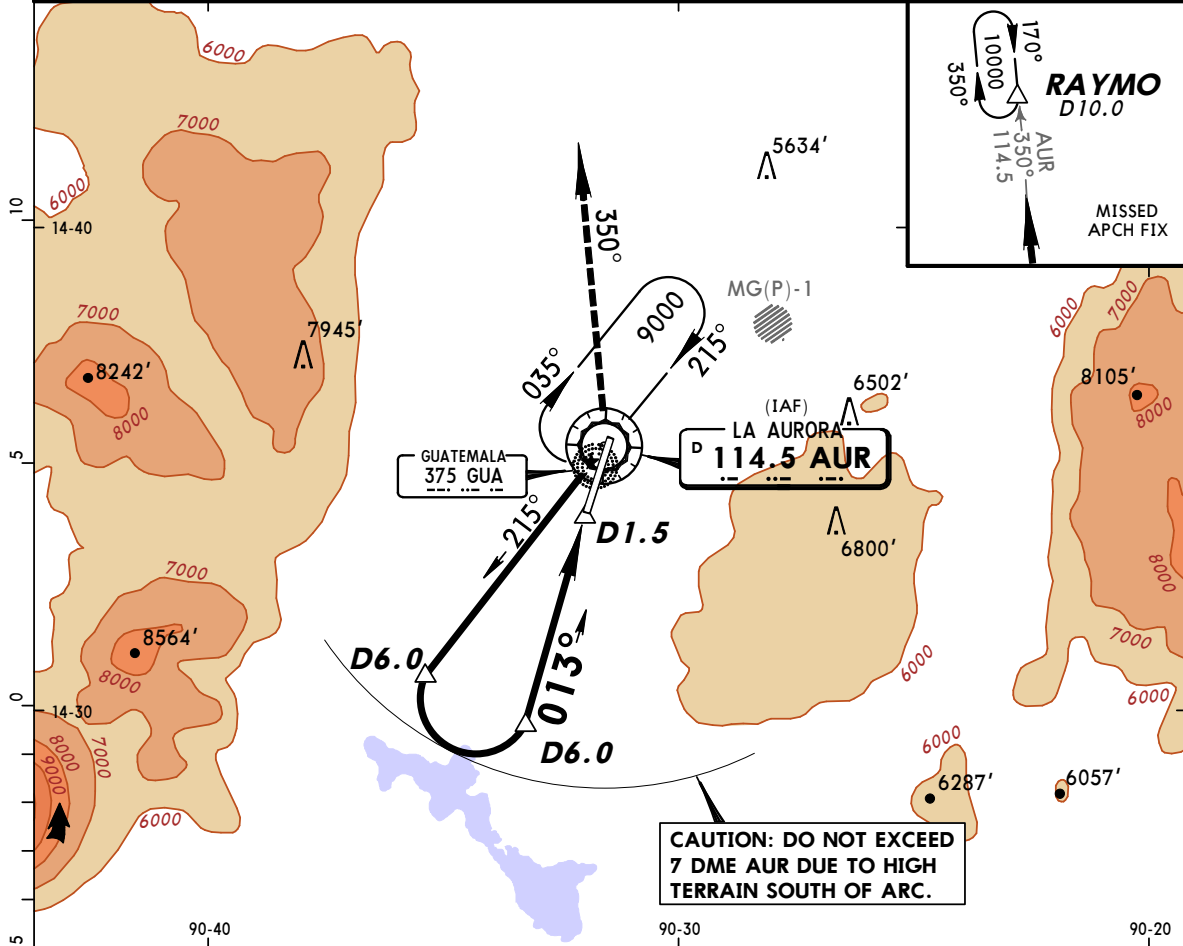 6000
7000
6000
10
14-40
5634'
170°
10000
350°
RAYMO
D10.0
AUR
350°
114.5
MISSED
APCH FIX
350°
MG(P)-1
9000
215°
035°
7000
7945'
8242'
8000
6000
7000
8105'
8000
6502'
(IAF)
LA AURORA
D 114.5 AUR
GUATEMALA
375 GUA
5
215°
D1.5
6800'
7000
8564'
8000
D6.0
013°
D6.0
6000
8000
7000
6000
0
14-30
8000
9000
7000
6000
6000
6287'
6057'
CAUTION: DO NOT EXCEED
7 DME AUR DUE TO HIGH
TERRAIN SOUTH OF ARC.
5
90-40
90-30
90-20